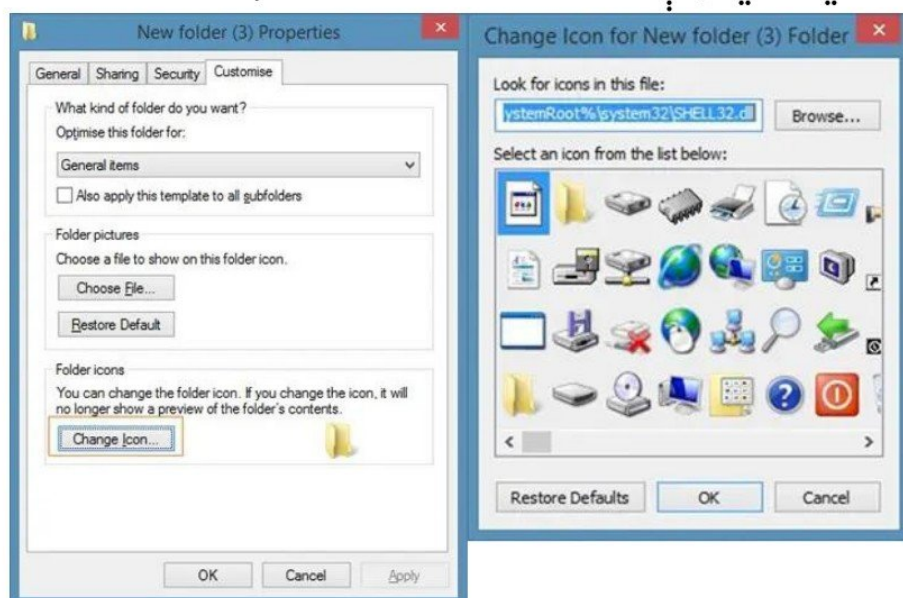 New folder (3) Properties
General Sharing Security Customise
What kind of folder do you want?
Optimise this folder for:
General items
Also apply this template to all subfolders
Folder pictures
Choose a file to show on this folder icon.
Choose File...
Restore Default
Folder icons
You can change the folder icon. If you change the icon, it will
no longer show a preview of the folder's contents.
Change Icon...
OK Cancel Apply
Change Icon for New folder (3) Folder
Look for icons in this file:
ystemRoot%\system32\SHELL32.dll
Browse...
Select an icon from the list below:
Restore Defaults OK Cancel